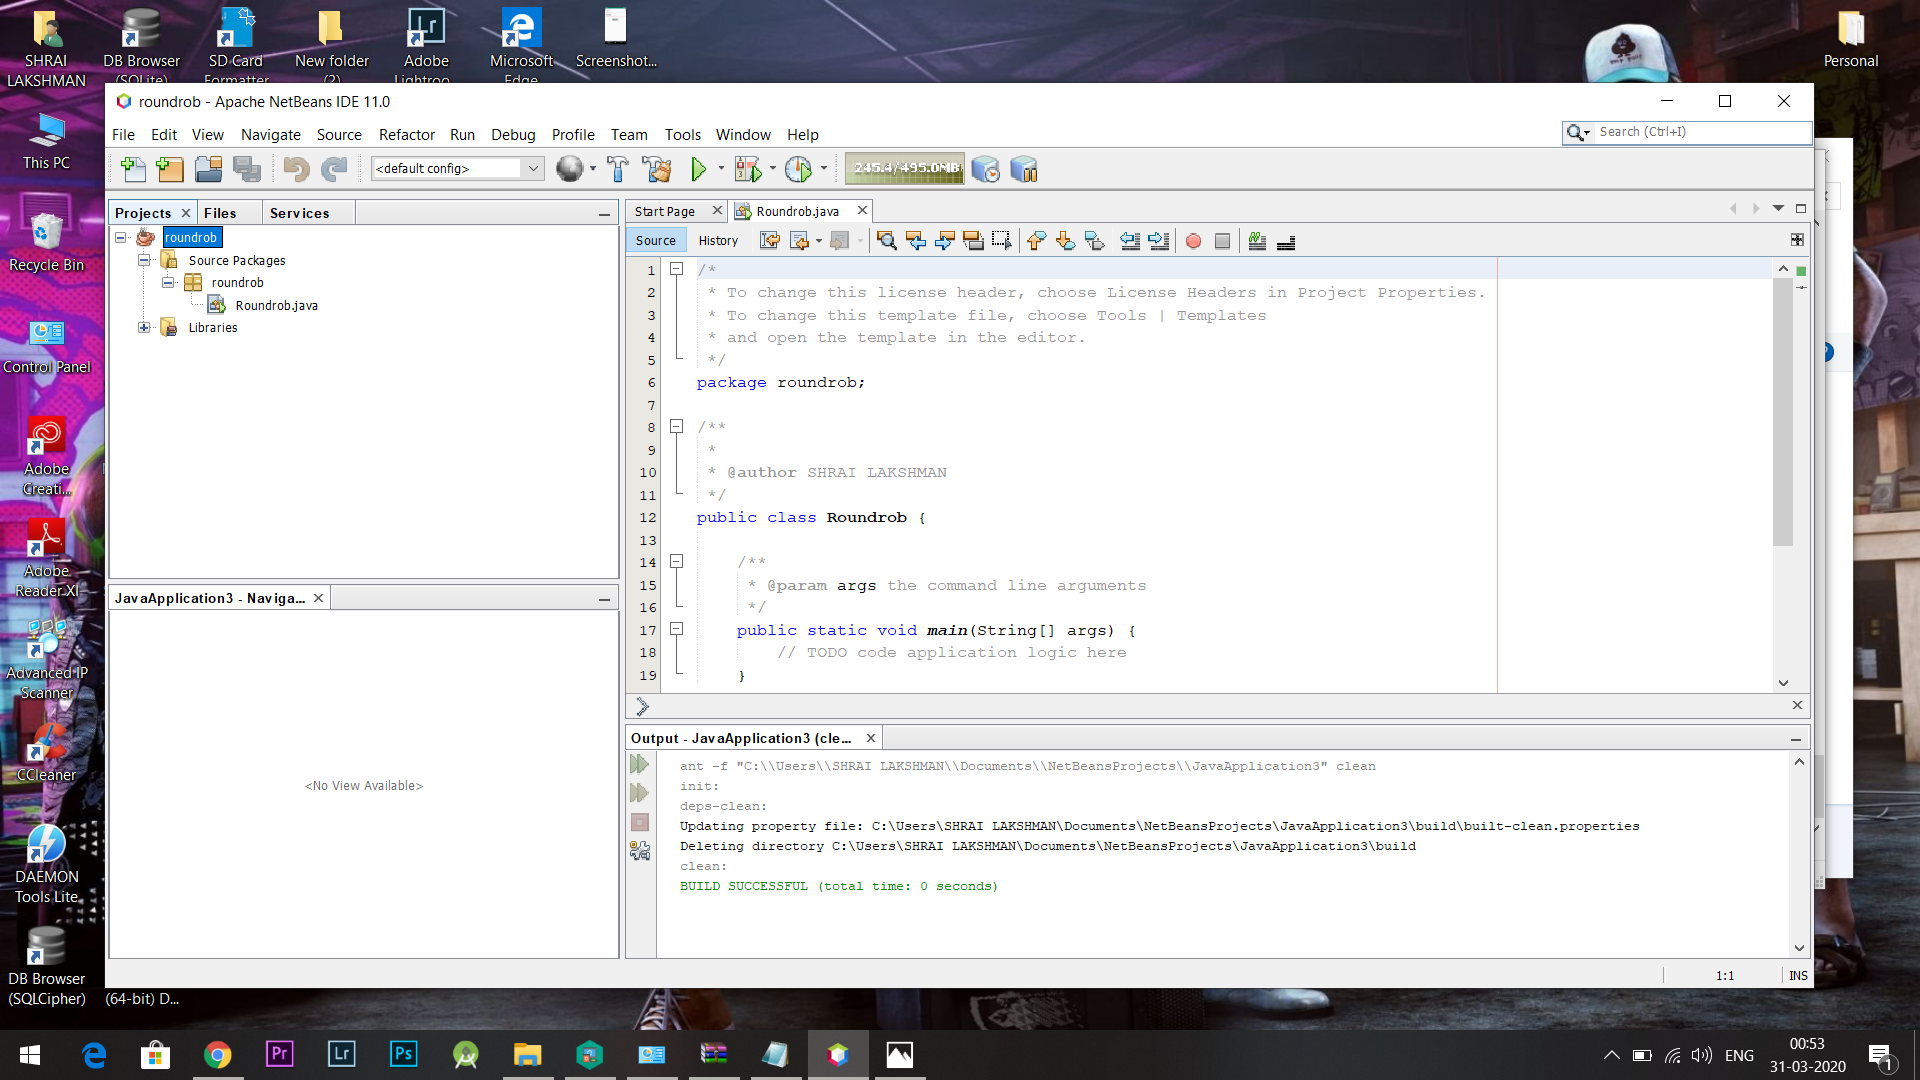 SHRAI LAKSHMAN
DB Browser (SQLite)
SD Card Formatter
New folder (2)
Adobe Lightroo...
Microsoft Edge
Screenshot...
Personal
This PC
Recycle Bin
Control Panel
Adobe Creati...
Adobe Reader XI
Advanced IP Scanner
CCleaner
DAEMON Tools Lite
DB Browser (SQLCipher)
(64-bit) D...
roundrob - Apache NetBeans IDE 11.0
File Edit View Navigate Source Refactor Run Debug Profile Team Tools Window Help
Search (Ctrl+I)
<default config>
245.4/495.0MB
Projects Files Services
roundrob
Source Packages
roundrob
Roundrob.java
Libraries
JavaApplication3 - Naviga...
<No View Available>
Start Page Roundrob.java
Source History
1 /*
2 * To change this license header, choose License Headers in Project Properties.
3 * To change this template file, choose Tools | Templates
4 * and open the template in the editor.
5 */
6 package roundrob;
7
8 /**
9 *
10 * @author SHRAI LAKSHMAN
11 */
12 public class Roundrob {
13
14 /**
15 * @param args the command line arguments
16 */
17 public static void main(String[] args) {
18 // TODO code application logic here
19 }
Output - JavaApplication3 (cle...
ant -f "C:\\Users\\SHRAI LAKSHMAN\\Documents\\NetBeansProjects\\JavaApplication3" clean
init:
deps-clean:
Updating property file: C:\Users\SHRAI LAKSHMAN\Documents\NetBeansProjects\JavaApplication3\build\built-clean.properties
Deleting directory C:\Users\SHRAI LAKSHMAN\Documents\NetBeansProjects\JavaApplication3\build
clean:
BUILD SUCCESSFUL (total time: 0 seconds)
1:1 INS
Pr
Lr
Ps
ENG
00:53
31-03-2020
1